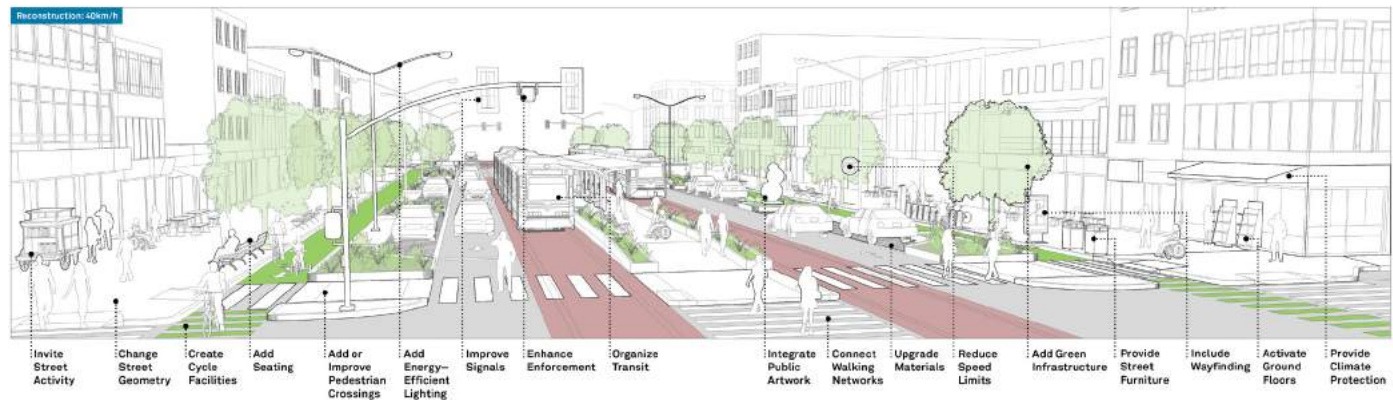 Reconstruction: 40km/h
Invite
Street
Activity
Change
Street
Geometry
Create
Cycle
Facilities
Add
Seating
Add or
Improve
Pedestrian
Crossings
Add
Energy—
Efficient
Lighting
Improve
Signals
Enhance
Enforcement
Organize
Transit
Integrate
Public
Artwork
Connect
Walking
Networks
Upgrade
Materials
Reduce
Speed
Limits
Add Green
Infrastructure
Provide
Street
Furniture
Include
Wayfinding
Activate
Ground
Floors
Provide
Climate
Protection